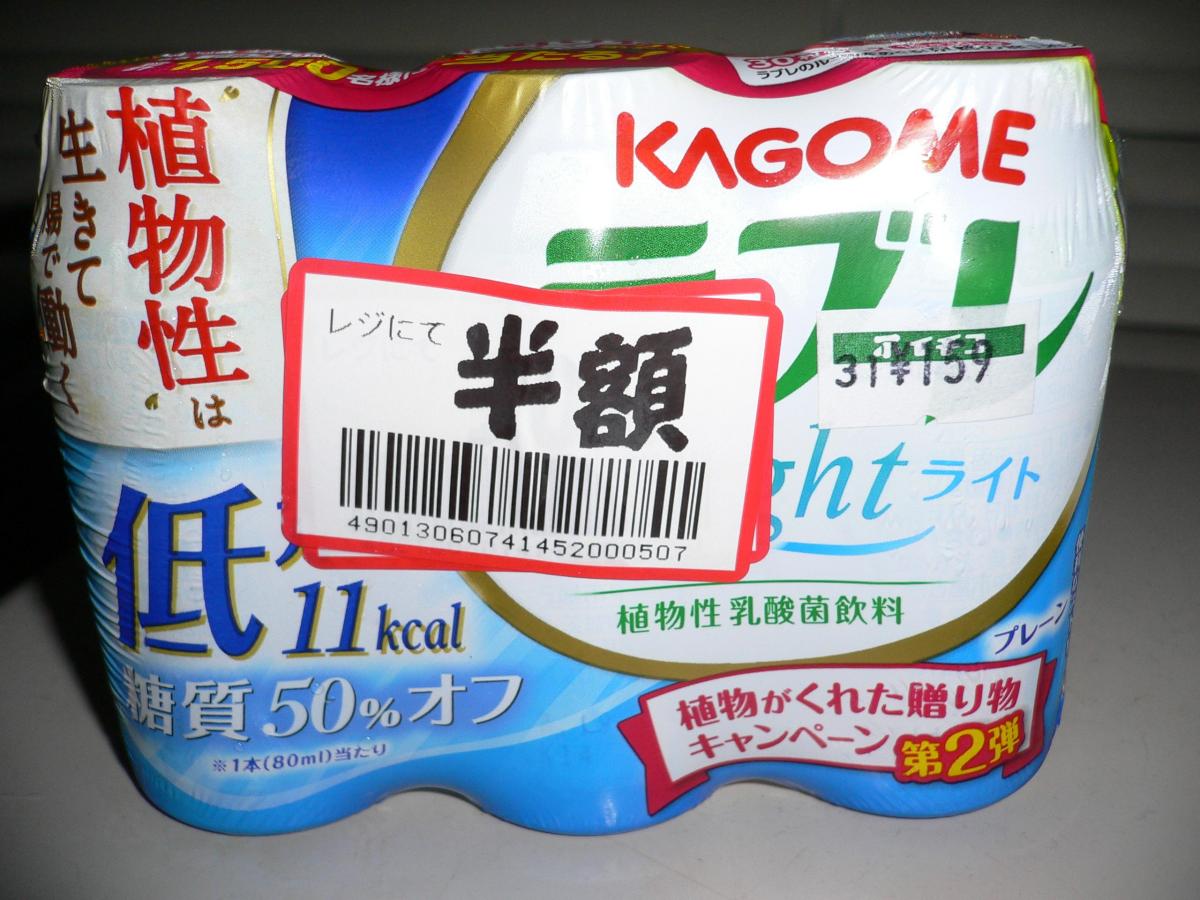 植物性は
生きて
腸で働く
KAGOME
ラブレ
ライト
レジにて
半額
49013060741452000507
31¥159
低
11kcal
糖質50%オフ
※1本(80ml)当たり
植物性乳酸菌飲料
プレーン
植物がくれた贈り物
キャンペーン 第2弾